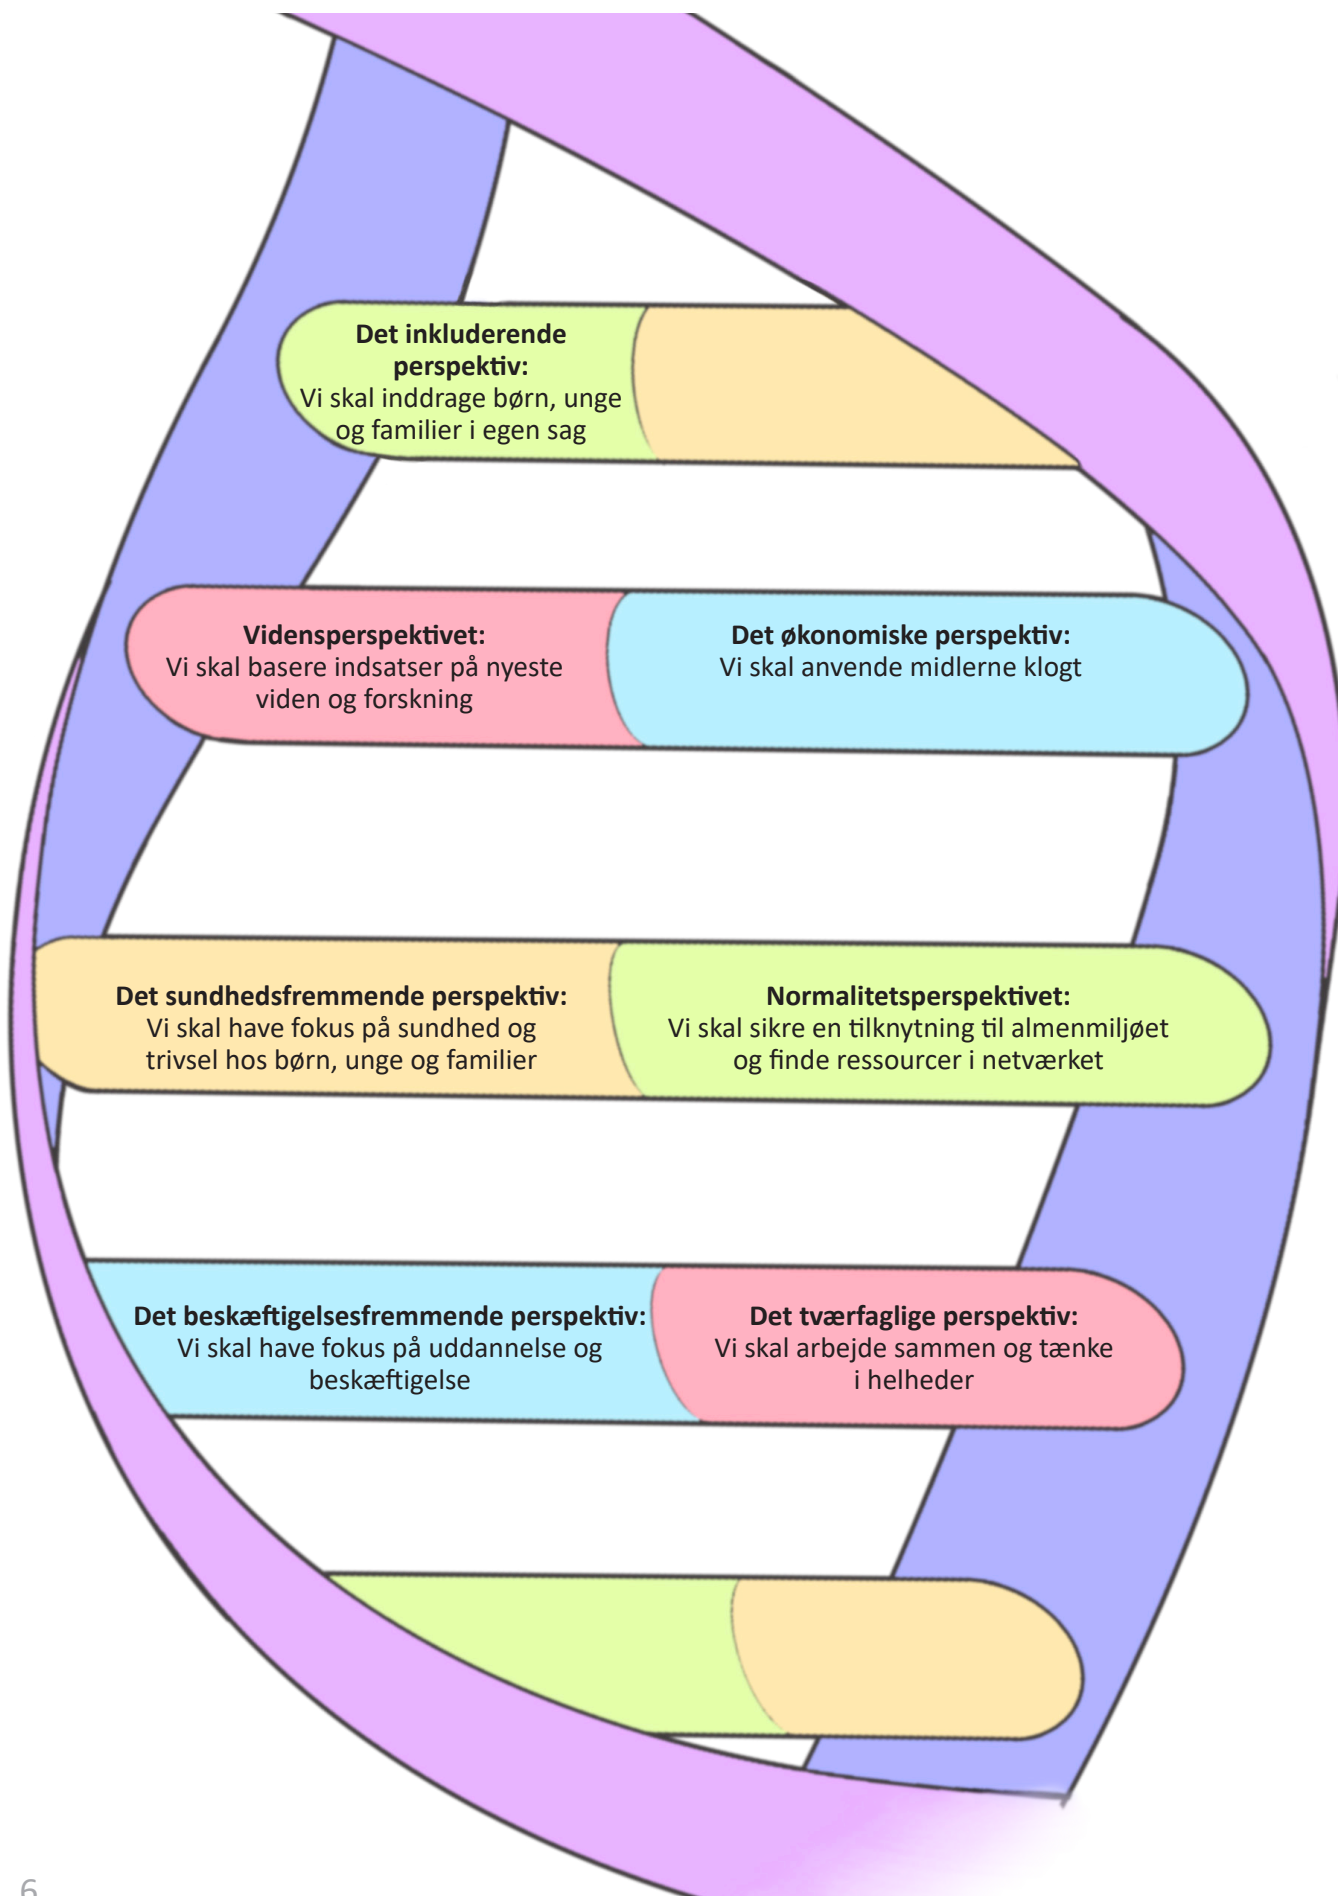 Det inkluderende
perspektiv:
Vi skal inddrage børn, unge
og familier i egen sag
Vidensperspektivet:
Vi skal basere indsatser på nyeste
viden og forskning
Det økonomiske perspektiv:
Vi skal anvende midlerne klogt
Det sundhedsfremmende perspektiv:
Vi skal have fokus på sundhed og
trivsel hos børn, unge og familier
Normalitetsperspektivet:
Vi skal sikre en tilknytning til almenmiljøet
og finde ressourcer i netværket
Det beskæftigelsesfremmende perspektiv:
Vi skal have fokus på uddannelse og
beskæftigelse
Det tværfaglige perspektiv:
Vi skal arbejde sammen og tænke
i helheder
6